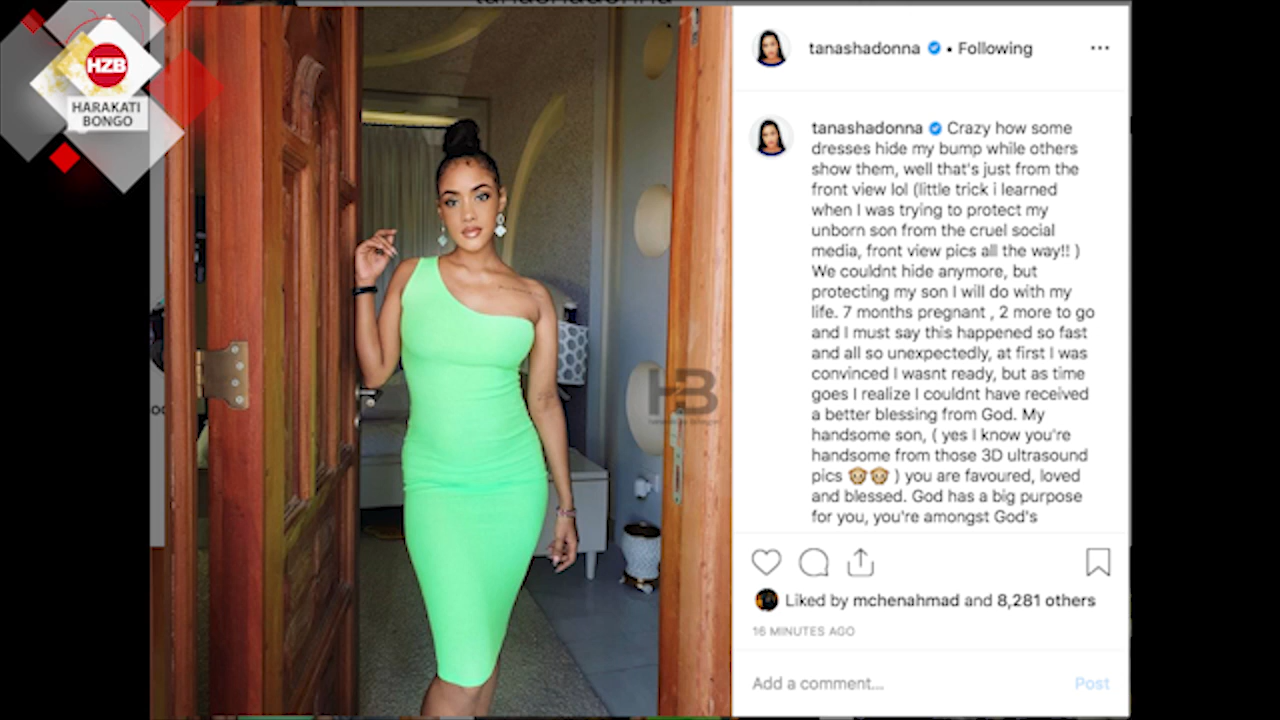 tanashadonna
HZB
HARAKATI
BONGO
HB
tanashadonna • Following
tanashadonna Crazy how some
dresses hide my bump while others
show them, well that's just from the
front view lol (little trick i learned
when I was trying to protect my
unborn son from the cruel social
media, front view pics all the way!! )
We couldnt hide anymore, but
protecting my son I will do with my
life. 7 months pregnant , 2 more to go
and I must say this happened so fast
and all so unexpectedly, at first I was
convinced I wasnt ready, but as time
goes I realize I couldnt have received
a better blessing from God. My
handsome son, ( yes I know you're
handsome from those 3D ultrasound
pics 🙊🙊 ) you are favoured, loved
and blessed. God has a big purpose
for you, you're amongst God's
Liked by mchenahmad and 8,281 others
16 MINUTES AGO
Add a comment... Post